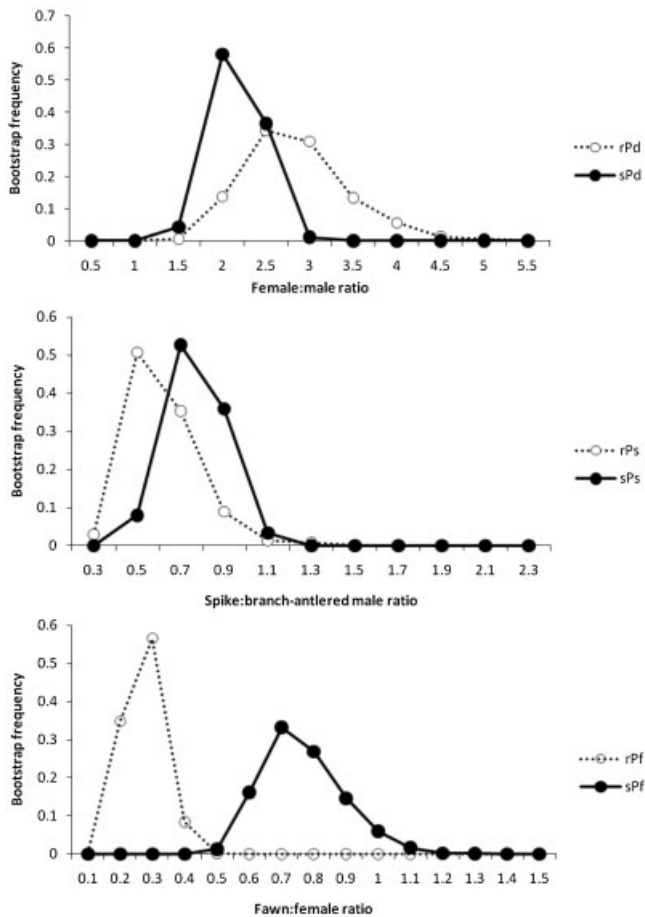 0.7
0.6
0.5
0.4
0.3
0.2
0.1
0
Bootstrap frequency
0.5 1 1.5 2 2.5 3 3.5 4 4.5 5 5.5
Female:male ratio
rPd
sPd
0.6
0.5
0.4
0.3
0.2
0.1
0
Bootstrap frequency
0.3 0.5 0.7 0.9 1.1 1.3 1.5 1.7 1.9 2.1 2.3
Spike:branch-antlered male ratio
rPs
sPs
0.6
0.5
0.4
0.3
0.2
0.1
0
Bootstrap frequency
0.1 0.2 0.3 0.4 0.5 0.6 0.7 0.8 0.9 1 1.1 1.2 1.3 1.4 1.5
Fawn:female ratio
rPf
sPf